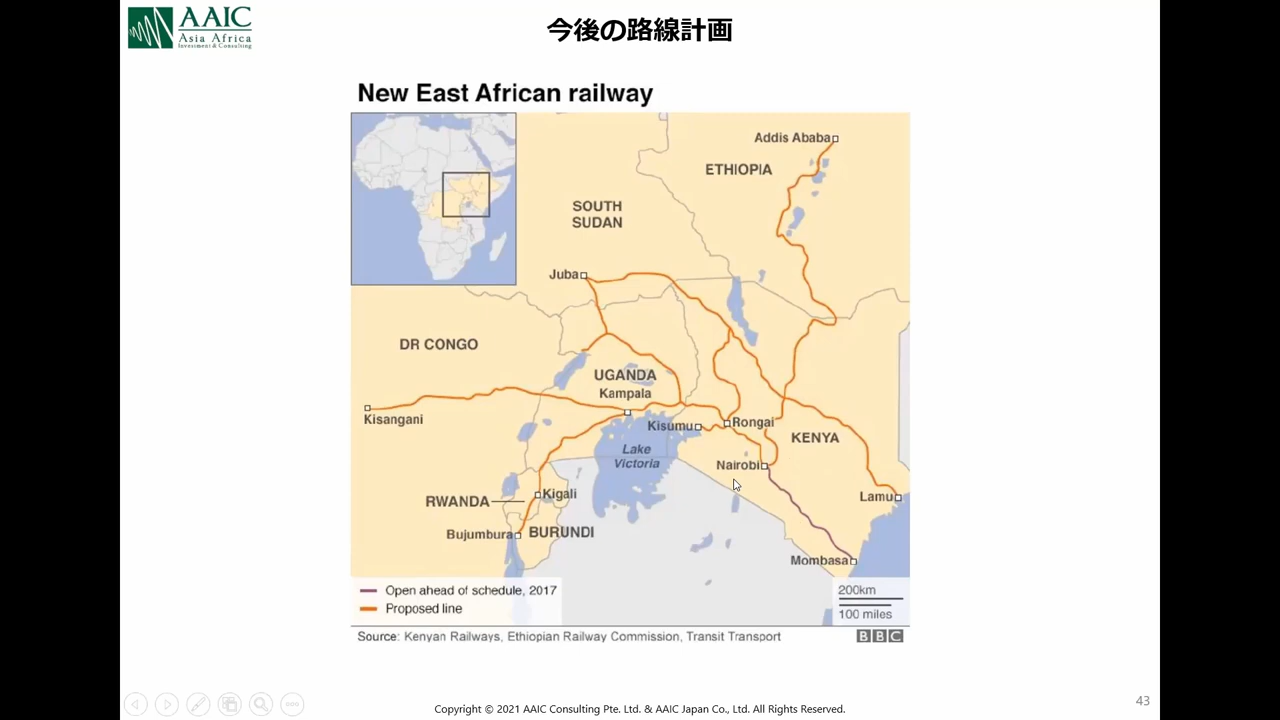 AAIC
Asia Africa
Investment & Consulting
今後の路線計画
New East African railway
Addis Ababa
ETHIOPIA
SOUTH
SUDAN
Juba
DR CONGO
UGANDA
Kampala
Kisangani
Kisumu
Rongai
KENYA
Lake
Victoria
Nairobi
RWANDA
Kigali
Lamu
Bujumbura
BURUNDI
Mombasa
Open ahead of schedule, 2017
Proposed line
200km
100 miles
Source: Kenyan Railways, Ethiopian Railway Commission, Transit Transport
BBC
43
Copyright © 2021 AAIC Consulting Pte. Ltd. & AAIC Japan Co., Ltd. All Rights Reserved.